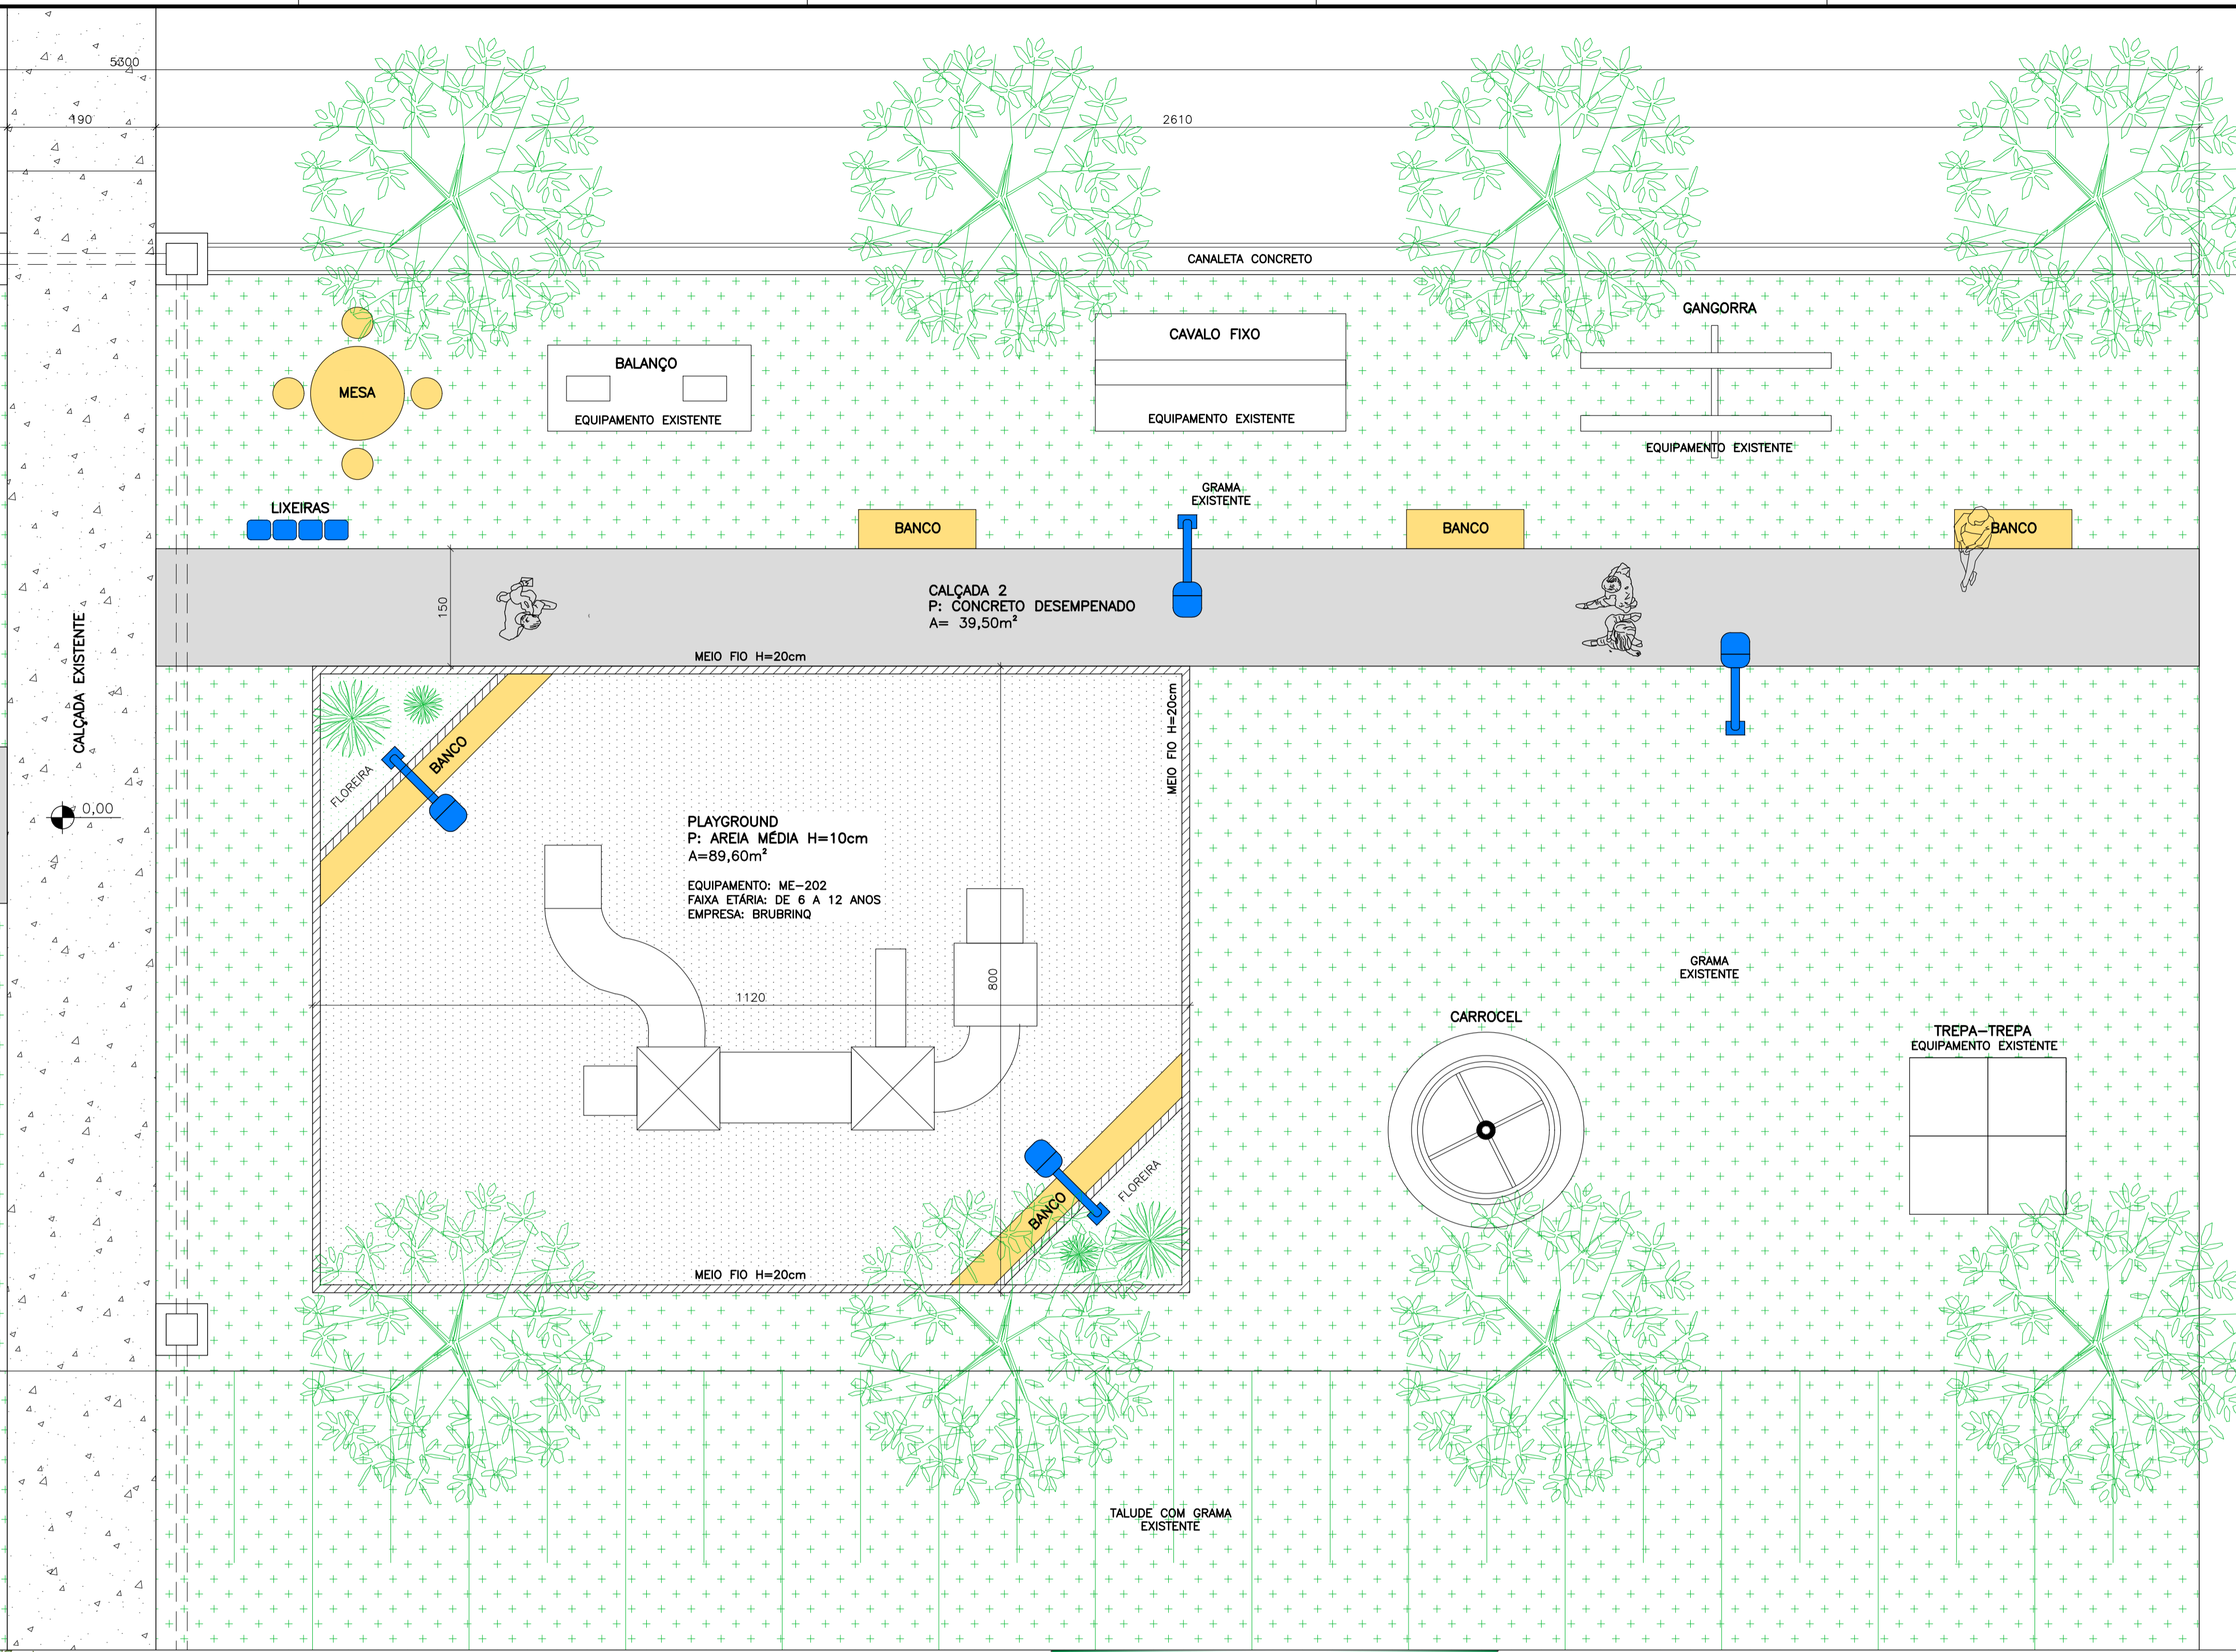 5300
190
2610
CANALETA CONCRETO
GANGORRA
CAVALO FIXO
BALANÇO
MESA
EQUIPAMENTO EXISTENTE
EQUIPAMENTO EXISTENTE
EQUIPAMENTO EXISTENTE
GRAMA
EXISTENTE
LIXEIRAS
BANCO
BANCO
BANCO
CALÇADA 2
P: CONCRETO DESEMPENADO
A= 39,50m²
150
MEIO FIO H=20cm
CALÇADA EXISTENTE
MEIO FIO H=20cm
BANCO
FLOREIRA
0,00
PLAYGROUND
P: AREIA MÉDIA H=10cm
A=89,60m²
EQUIPAMENTO: ME-202
FAIXA ETÁRIA: DE 6 A 12 ANOS
EMPRESA: BRUBRINQ
GRAMA
EXISTENTE
800
1120
CARROCEL
TREPA-TREPA
EQUIPAMENTO EXISTENTE
FLOREIRA
BANCO
MEIO FIO H=20cm
TALUDE COM GRAMA
EXISTENTE